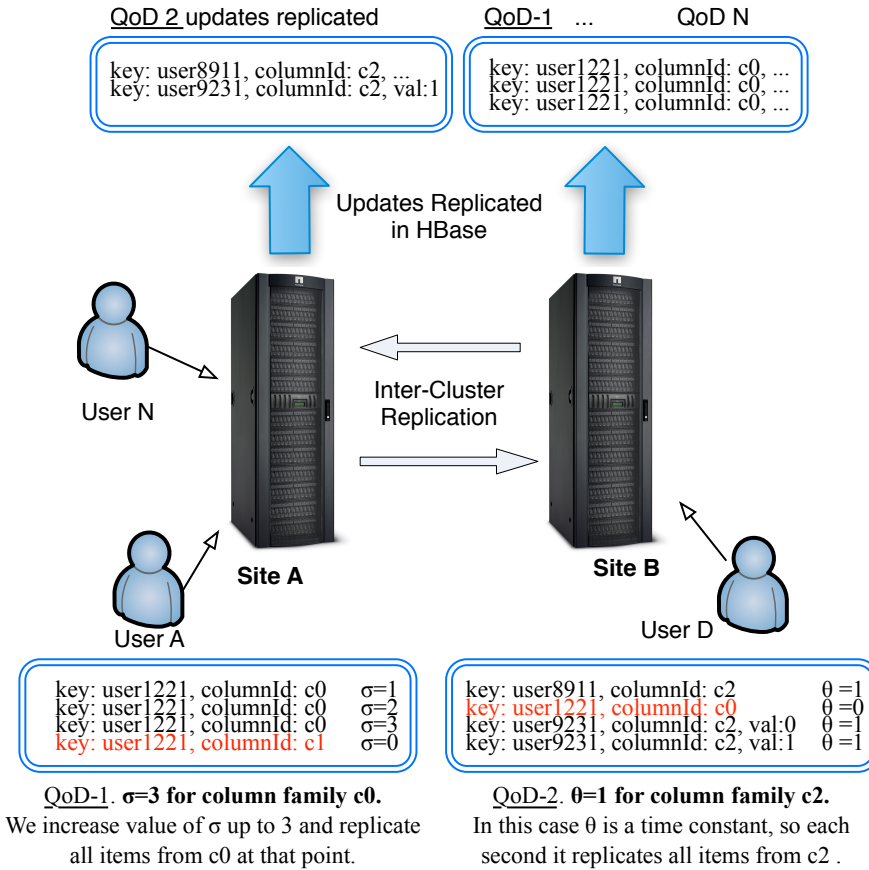 QoD 2 updates replicated
QoD-1 ... QoD N
key: user8911, columnId: c2, ...
key: user9231, columnId: c2, val:1
key: user1221, columnId: c0, ...
key: user1221, columnId: c0, ...
key: user1221, columnId: c0, ...
Updates Replicated
in HBase
Inter-Cluster
Replication
User N
Site A
Site B
User A
User D
key: user1221, columnId: c0 σ=1
key: user1221, columnId: c0 σ=2
key: user1221, columnId: c0 σ=3
key: user1221, columnId: c1 σ=0
key: user8911, columnId: c2 θ =1
key: user1221, columnId: c0 θ =0
key: user9231, columnId: c2, val:0 θ =1
key: user9231, columnId: c2, val:1 θ =1
QoD-1. σ=3 for column family c0.
We increase value of σ up to 3 and replicate
all items from c0 at that point.
QoD-2. θ=1 for column family c2.
In this case θ is a time constant, so each
second it replicates all items from c2 .